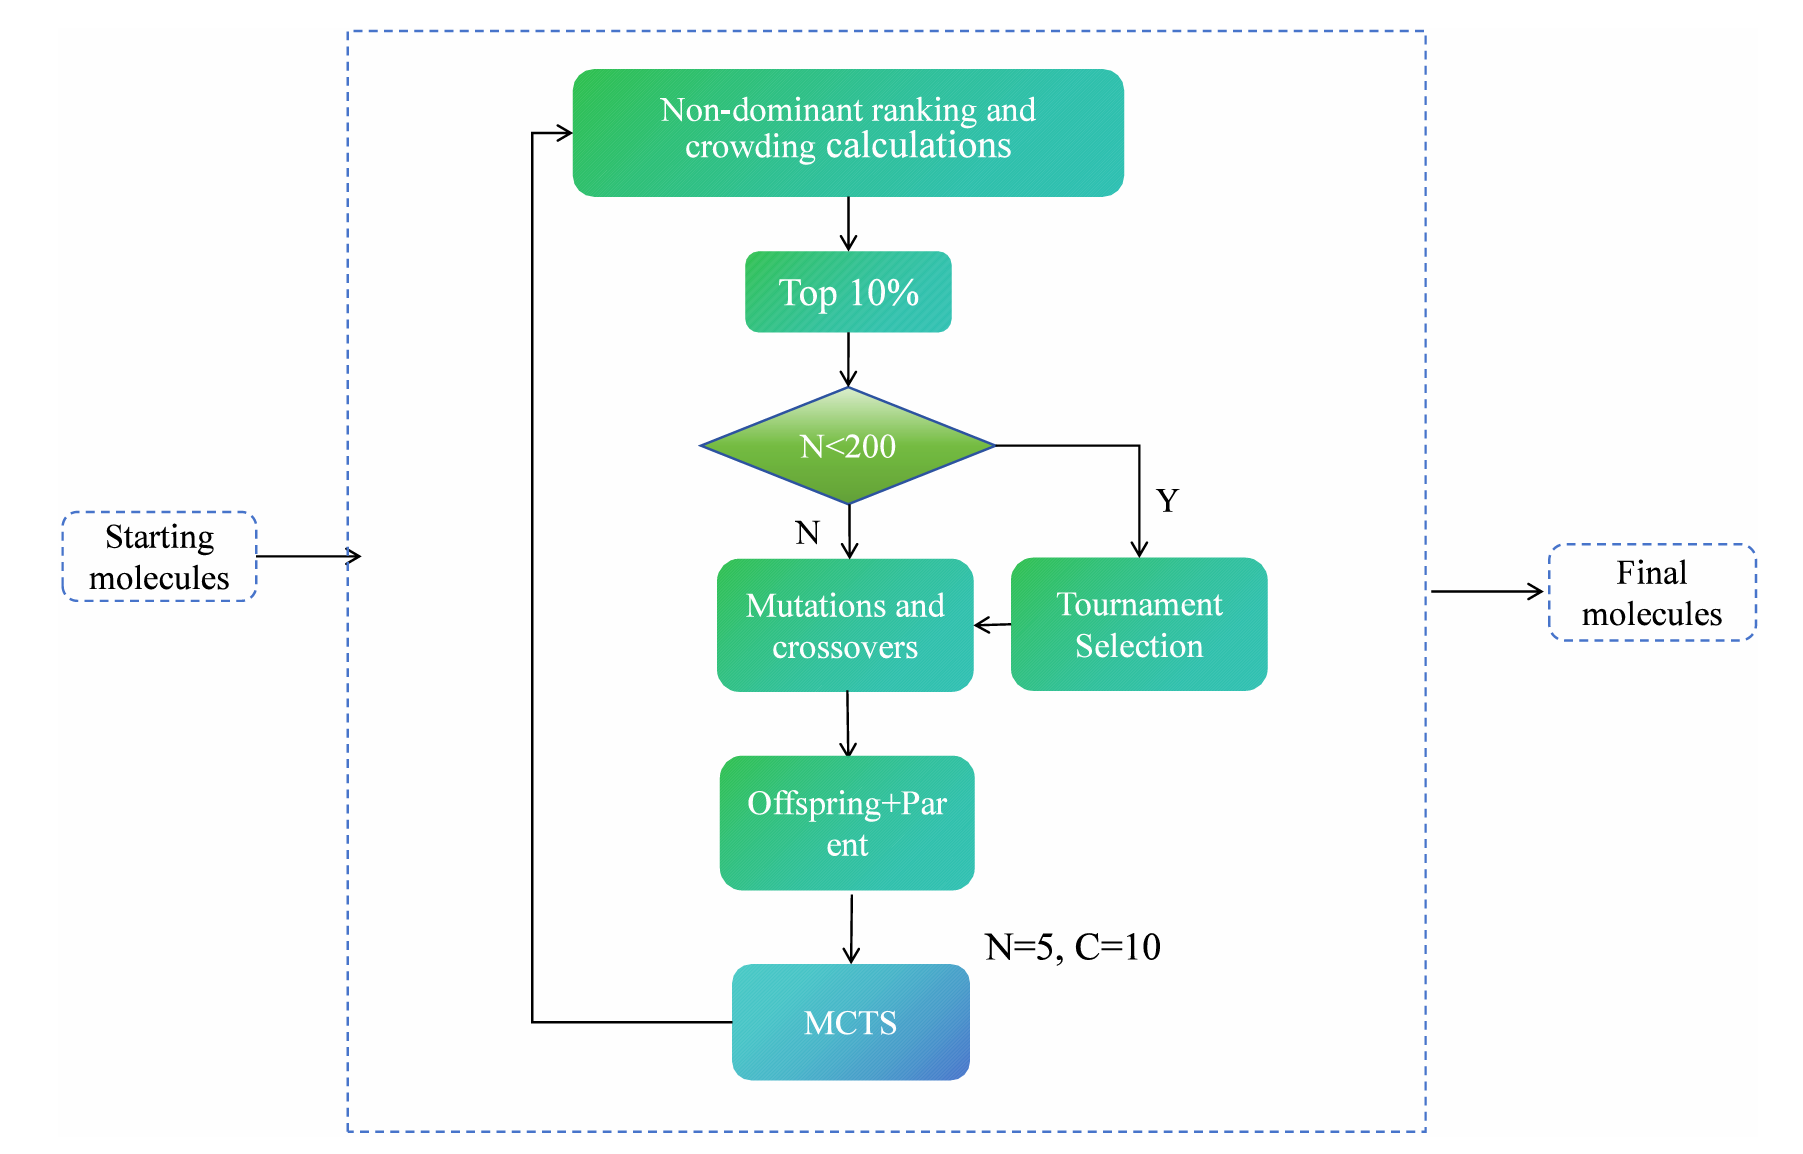 Non-dominant ranking and
crowding calculations
Top 10%
N<200
Y
N
Starting
molecules
Mutations and
crossovers
Tournament
Selection
Final
molecules
Offspring+Par
ent
N=5, C=10
MCTS